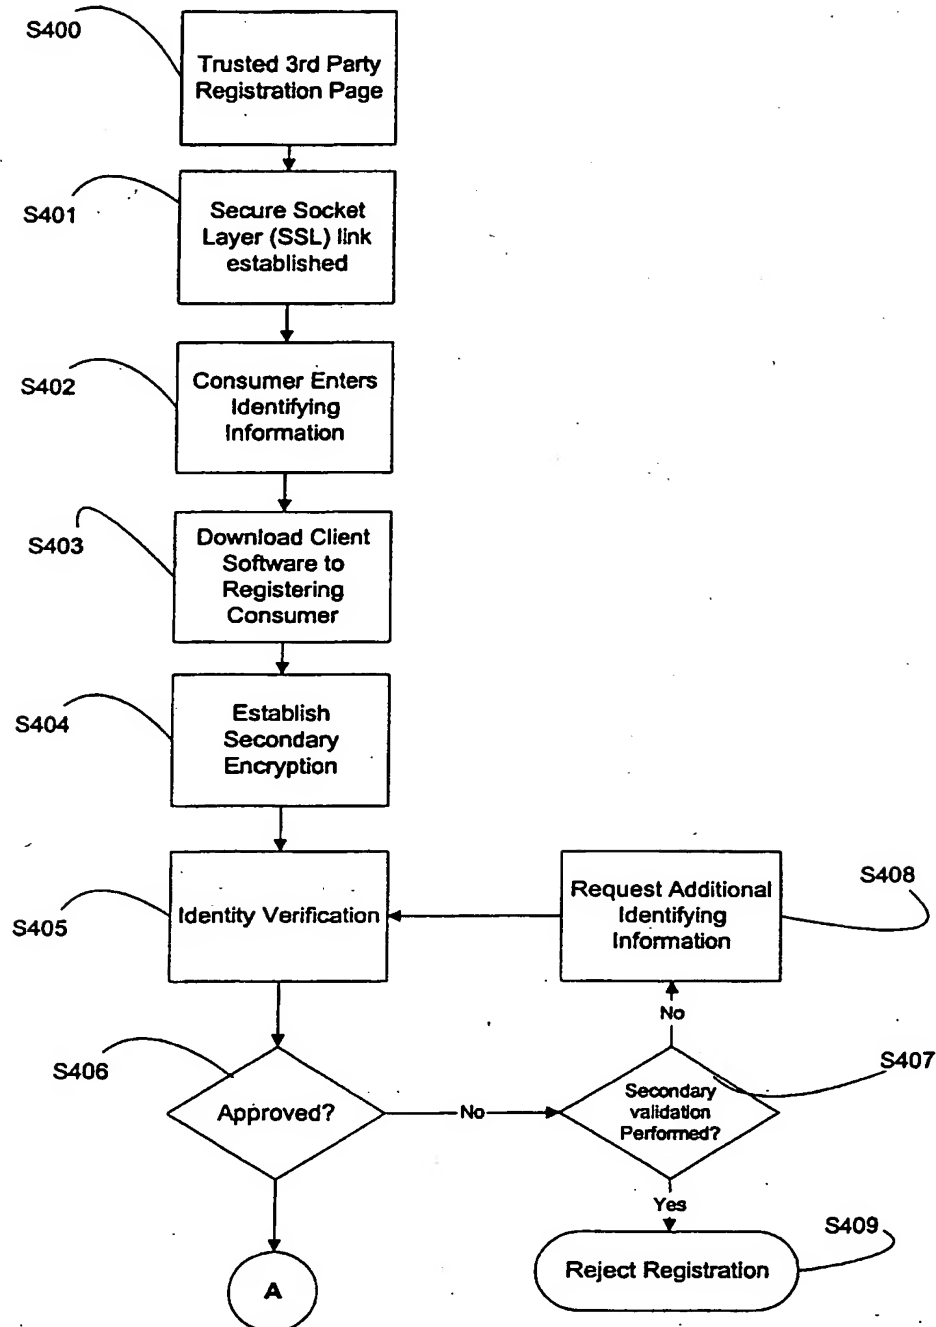 S400
Trusted 3rd Party
Registration Page
S401
Secure Socket
Layer (SSL) link
established
S402
Consumer Enters
Identifying
Information
S403
Download Client
Software to
Registering
Consumer
S404
Establish
Secondary
Encryption
S405
Identity Verification
Request Additional
Identifying
Information
S408
No
S406
Approved?
No
Secondary
validation
Performed?
S407
Yes
S409
Reject Registration
A